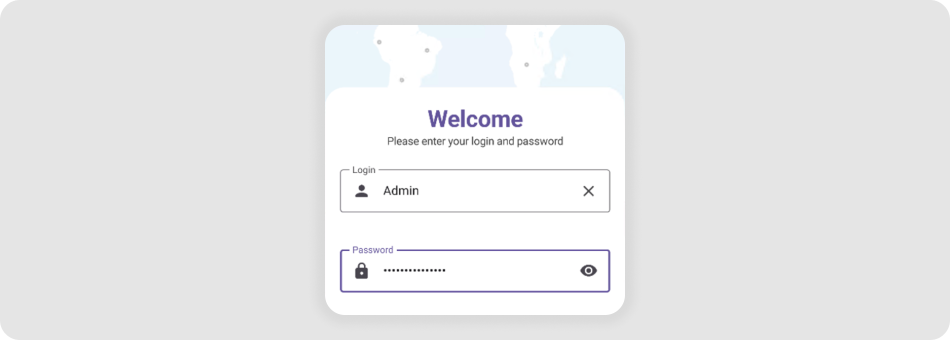 Welcome
Please enter your login and password
Login
Admin
Password
•••••••••••••••